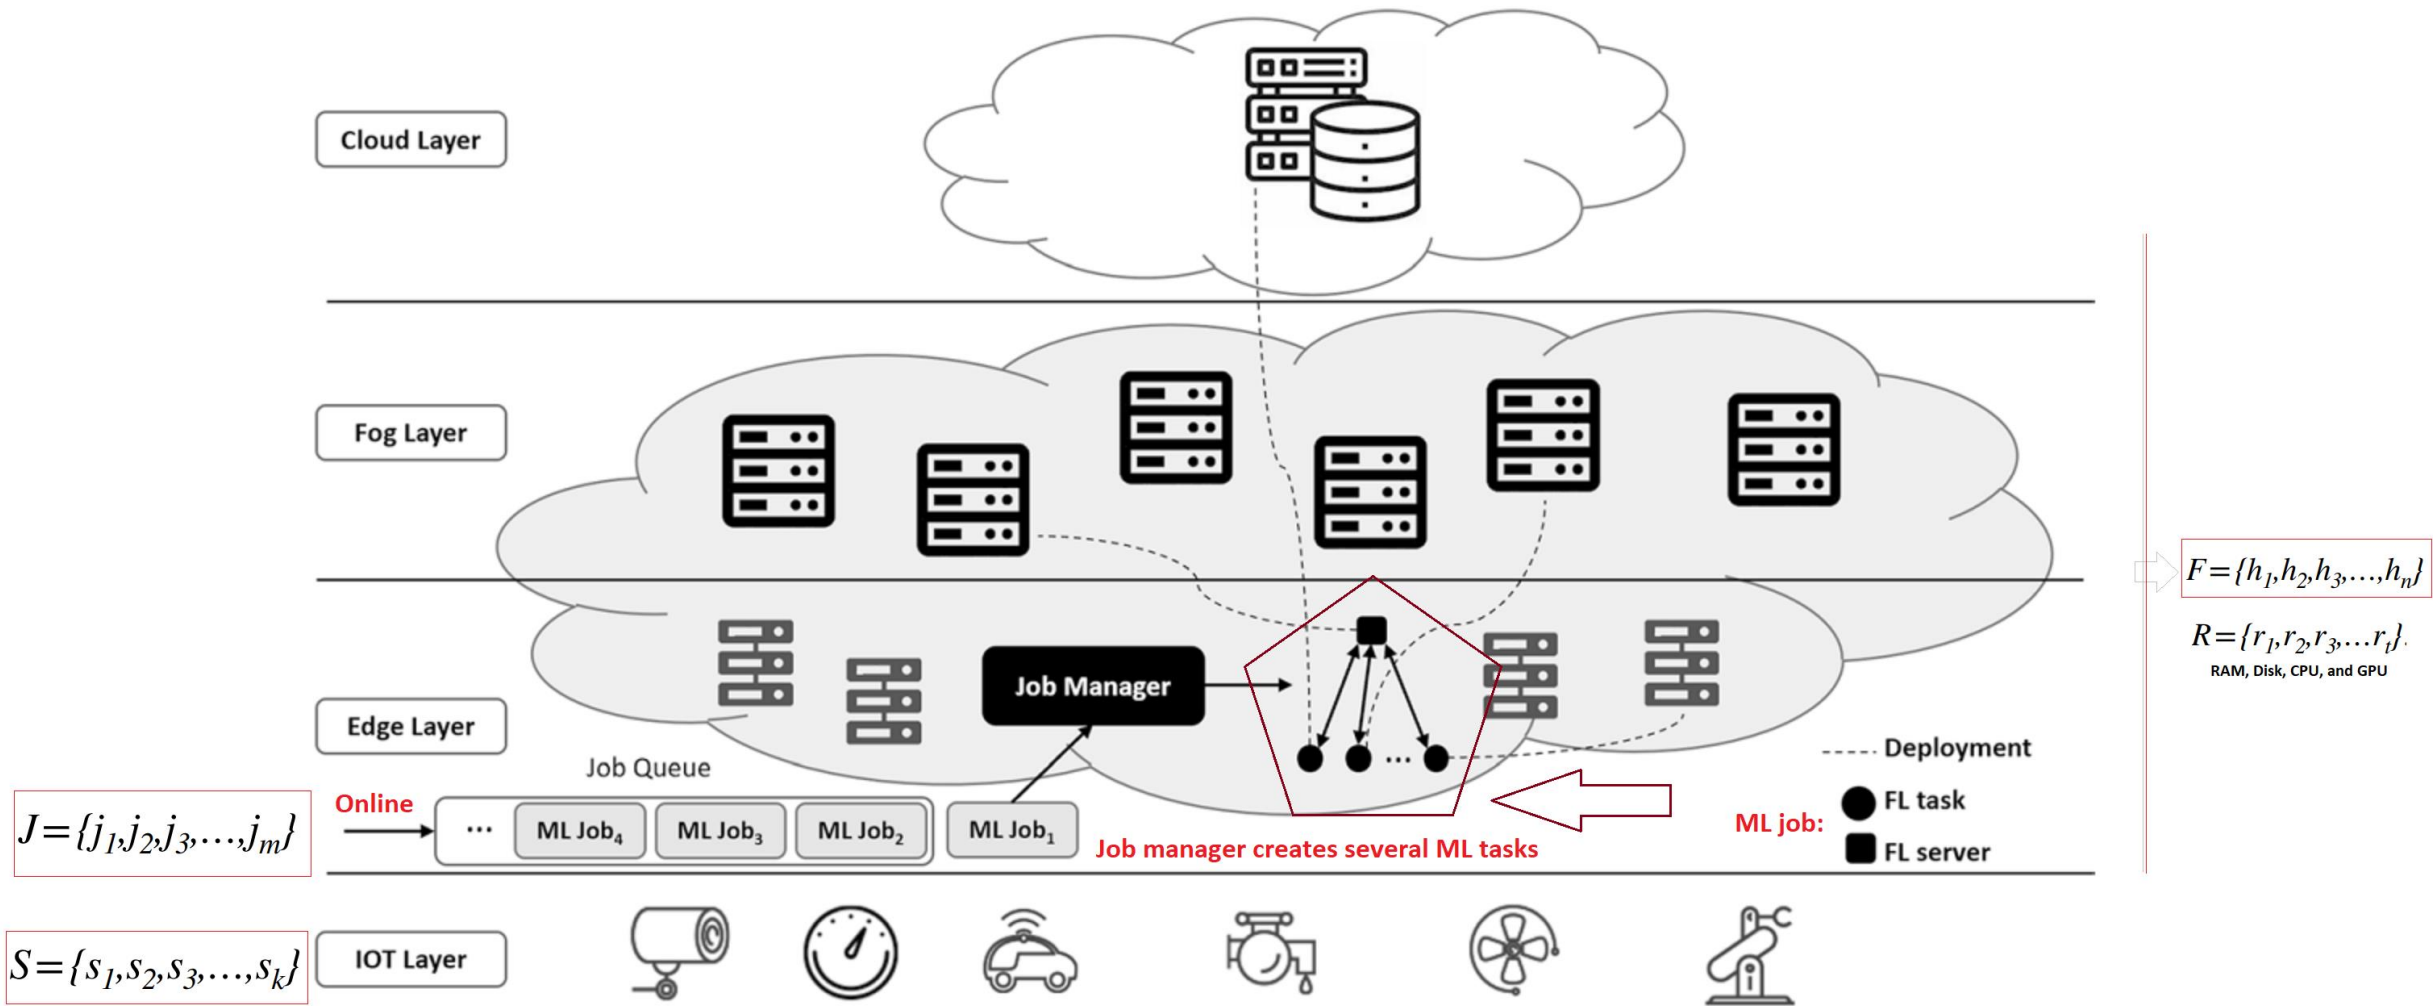 Cloud Layer
Fog Layer
F={h1,h2,h3,...,hn}
R={r1,r2,r3,...rt}.
RAM, Disk, CPU, and GPU
Job Manager
Edge Layer
Job Queue
Deployment
FL task
ML job:
FL server
J={j1,j2,j3,...,jm}
Online
... ML Job4 ML Job3 ML Job2 ML Job1
...
Job manager creates several ML tasks
S={s1,s2,s3,...,sk}
IOT Layer